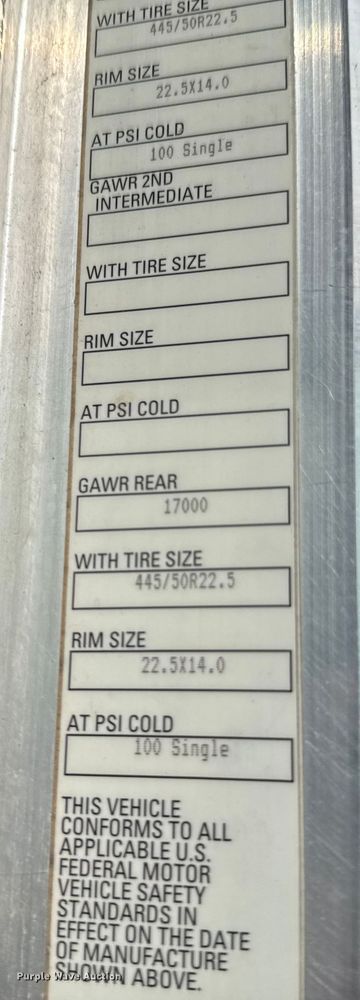 WITH TIRE SIZE
445/50R22.5
RIM SIZE
22.5X14.0
AT PSI COLD
100 Single
GAWR 2ND
INTERMEDIATE
WITH TIRE SIZE
RIM SIZE
AT PSI COLD
GAWR REAR
17000
WITH TIRE SIZE
445/50R22.5
RIM SIZE
22.5X14.0
AT PSI COLD
100 Single
THIS VEHICLE
CONFORMS TO ALL
APPLICABLE U.S.
FEDERAL MOTOR
VEHICLE SAFETY
STANDARDS IN
EFFECT ON THE DATE
OF MANUFACTURE
SHOWN ABOVE.
Purple Wave Auction